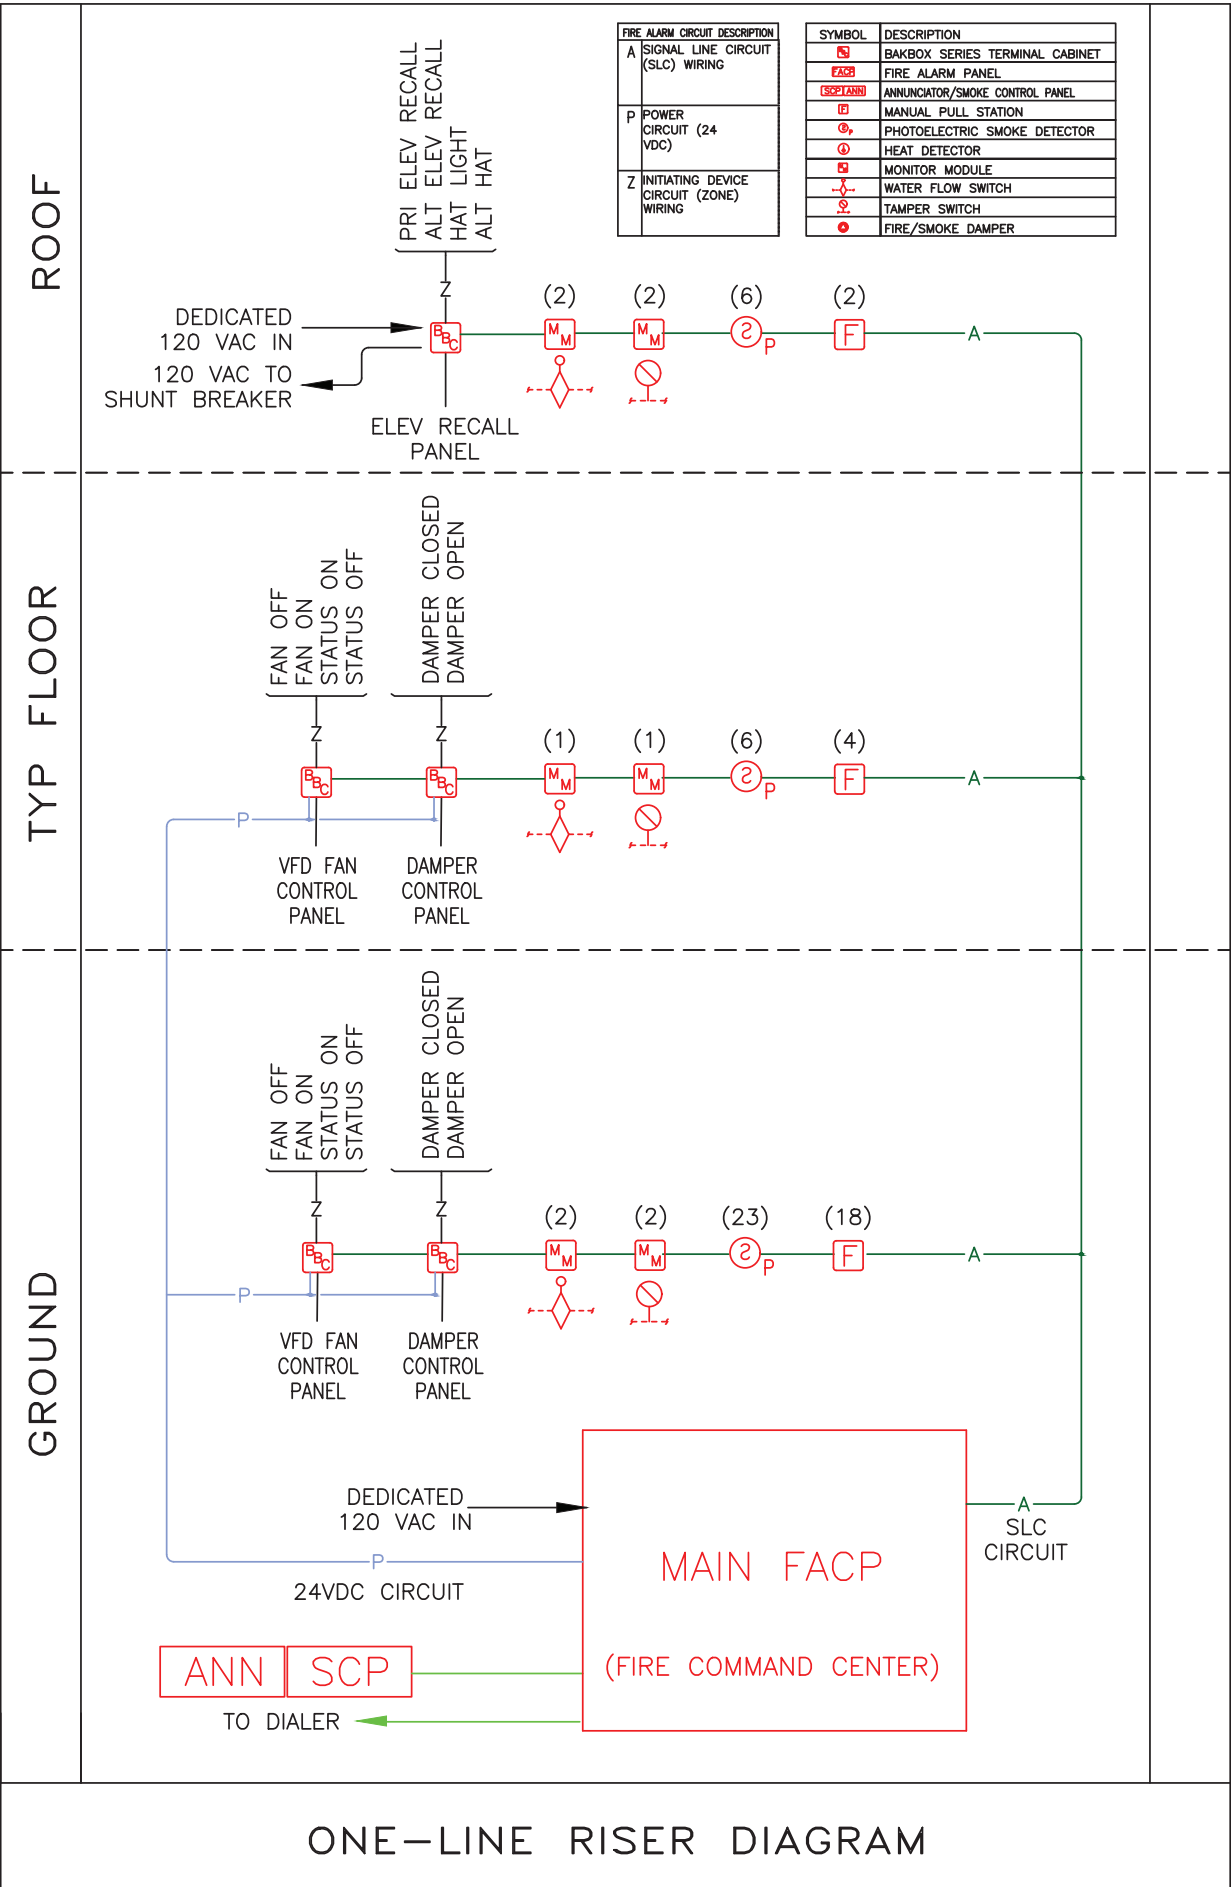 FIRE ALARM CIRCUIT DESCRIPTION
A SIGNAL LINE CIRCUIT
(SLC) WIRING
P POWER
CIRCUIT (24
VDC)
Z INITIATING DEVICE
CIRCUIT (ZONE)
WIRING
SYMBOL DESCRIPTION
BAKBOX SERIES TERMINAL CABINET
FACP FIRE ALARM PANEL
SCP ANN ANNUNCIATOR/SMOKE CONTROL PANEL
F MANUAL PULL STATION
P PHOTOELECTRIC SMOKE DETECTOR
HEAT DETECTOR
MONITOR MODULE
WATER FLOW SWITCH
TAMPER SWITCH
FIRE/SMOKE DAMPER
ROOF
PRI ELEV RECALL
ALT ELEV RECALL
HAT LIGHT
ALT HAT
Z
(2) (2) (6) (2)
DEDICATED
120 VAC IN
BBC MM MM S P F A
120 VAC TO
SHUNT BREAKER
ELEV RECALL
PANEL
TYP FLOOR
FAN OFF
FAN ON
STATUS ON
STATUS OFF
DAMPER CLOSED
DAMPER OPEN
Z Z
(1) (1) (6) (4)
BBC BBC MM MM S P F A
P
VFD FAN
CONTROL
PANEL
DAMPER
CONTROL
PANEL
GROUND
FAN OFF
FAN ON
STATUS ON
STATUS OFF
DAMPER CLOSED
DAMPER OPEN
Z Z
(2) (2) (23) (18)
BBC BBC MM MM S P F A
P
VFD FAN
CONTROL
PANEL
DAMPER
CONTROL
PANEL
DEDICATED
120 VAC IN
A
SLC
CIRCUIT
MAIN FACP
(FIRE COMMAND CENTER)
P
24VDC CIRCUIT
ANN SCP
TO DIALER
ONE-LINE RISER DIAGRAM